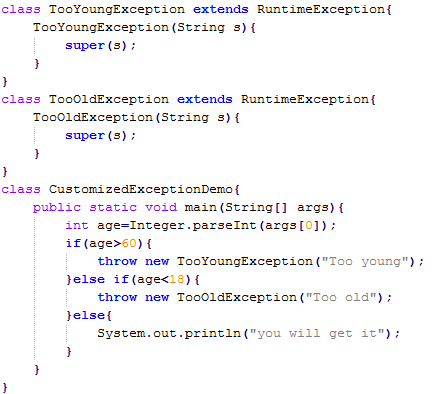 class TooYoungException extends RuntimeException{
    TooYoungException(String s){
        super(s);
    }
}
class TooOldException extends RuntimeException{
    TooOldException(String s){
        super(s);
    }
}
class CustomizedExceptionDemo{
    public static void main(String[] args){
        int age=Integer.parseInt(args[0]);
        if(age>60){
            throw new TooYoungException("Too young");
        }else if(age<18){
            throw new TooOldException("Too old");
        }else{
            System.out.println("you will get it");
        }
    }
}